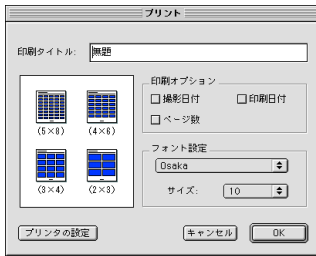 プリント
印刷タイトル: 無題
印刷オプション
撮影日付 印刷日付
ページ数
(5×8) (4×6)
(3×4) (2×3)
フォント設定
Osaka
サイズ: 10
プリンタの設定 キャンセル OK